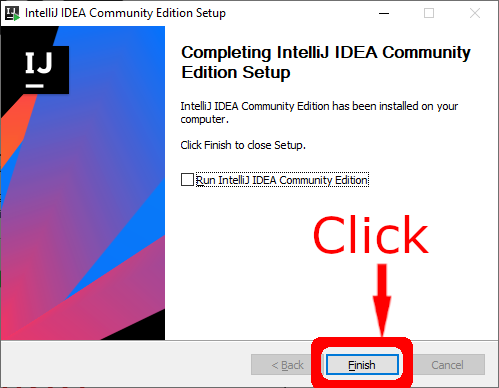 IntelliJ IDEA Community Edition Setup
IJ
Completing IntelliJ IDEA Community
Edition Setup
IntelliJ IDEA Community Edition has been installed on your
computer.
Click Finish to close Setup.
Run IntelliJ IDEA Community Edition
Click
< Back
Finish
Cancel